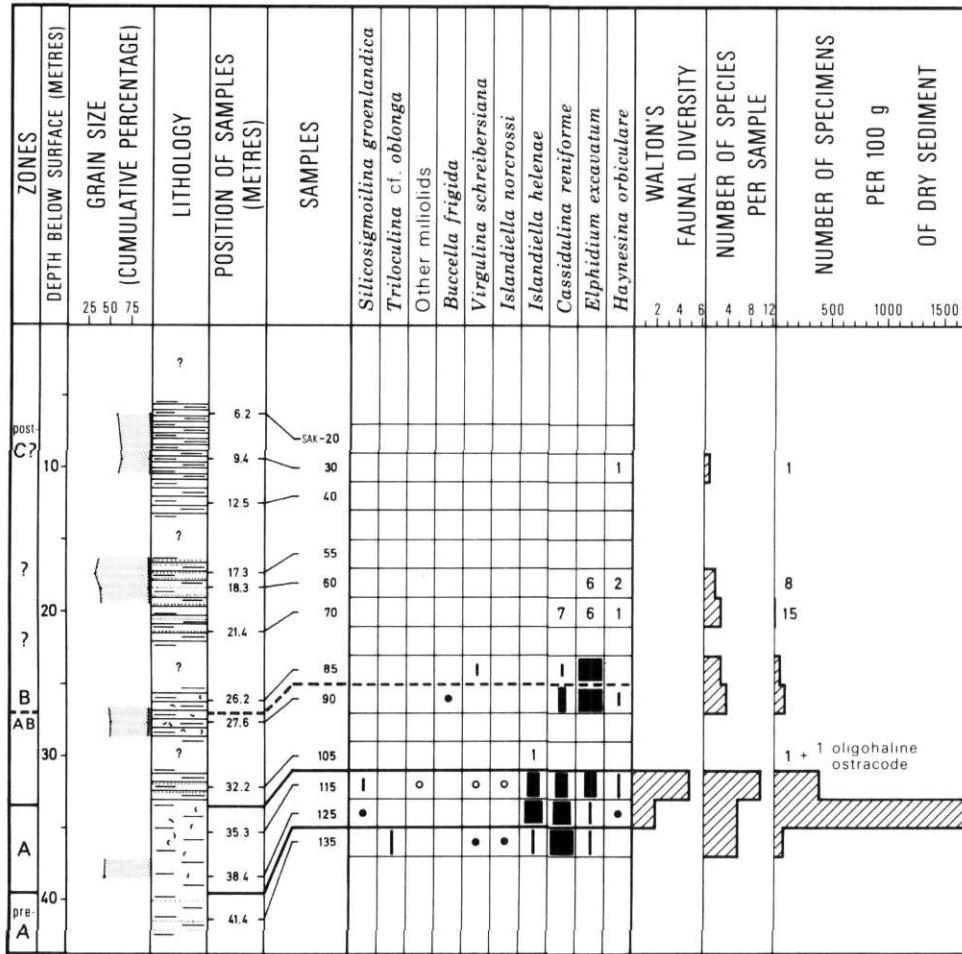 ZONES
DEPTH BELOW SURFACE (METRES)
GRAIN SIZE
(CUMULATIVE PERCENTAGE)
25 50 75
LITHOLOGY
POSITION OF SAMPLES
(METRES)
SAMPLES
Silicosigmoilina groenlandica
Triloculina cf. oblonga
Other miliolids
Buccella frigida
Virgulina schreibersiana
Islandiella norcrossi
Islandiella helenae
Cassidulina reniforme
Elphidium excavatum
Haynesina orbiculare
WALTON'S
FAUNAL DIVERSITY
2 4 6
NUMBER OF SPECIES
PER SAMPLE
4 8 12
NUMBER OF SPECIMENS
PER 100 g
OF DRY SEDIMENT
500 1000 1500
?
6.2
post-
C?
SAK-20
10
9.4
30
1
1
12.5
40
?
55
?
17.3
18.3
60
6 2
8
20
70
7 6 1
15
21.4
?
?
85
B
26.2
90
AB
27.6
30
?
105
1
1 + 1 oligohaline
ostracode
32.2
115
35.3
125
A
135
38.4
40
pre-
A
41.4